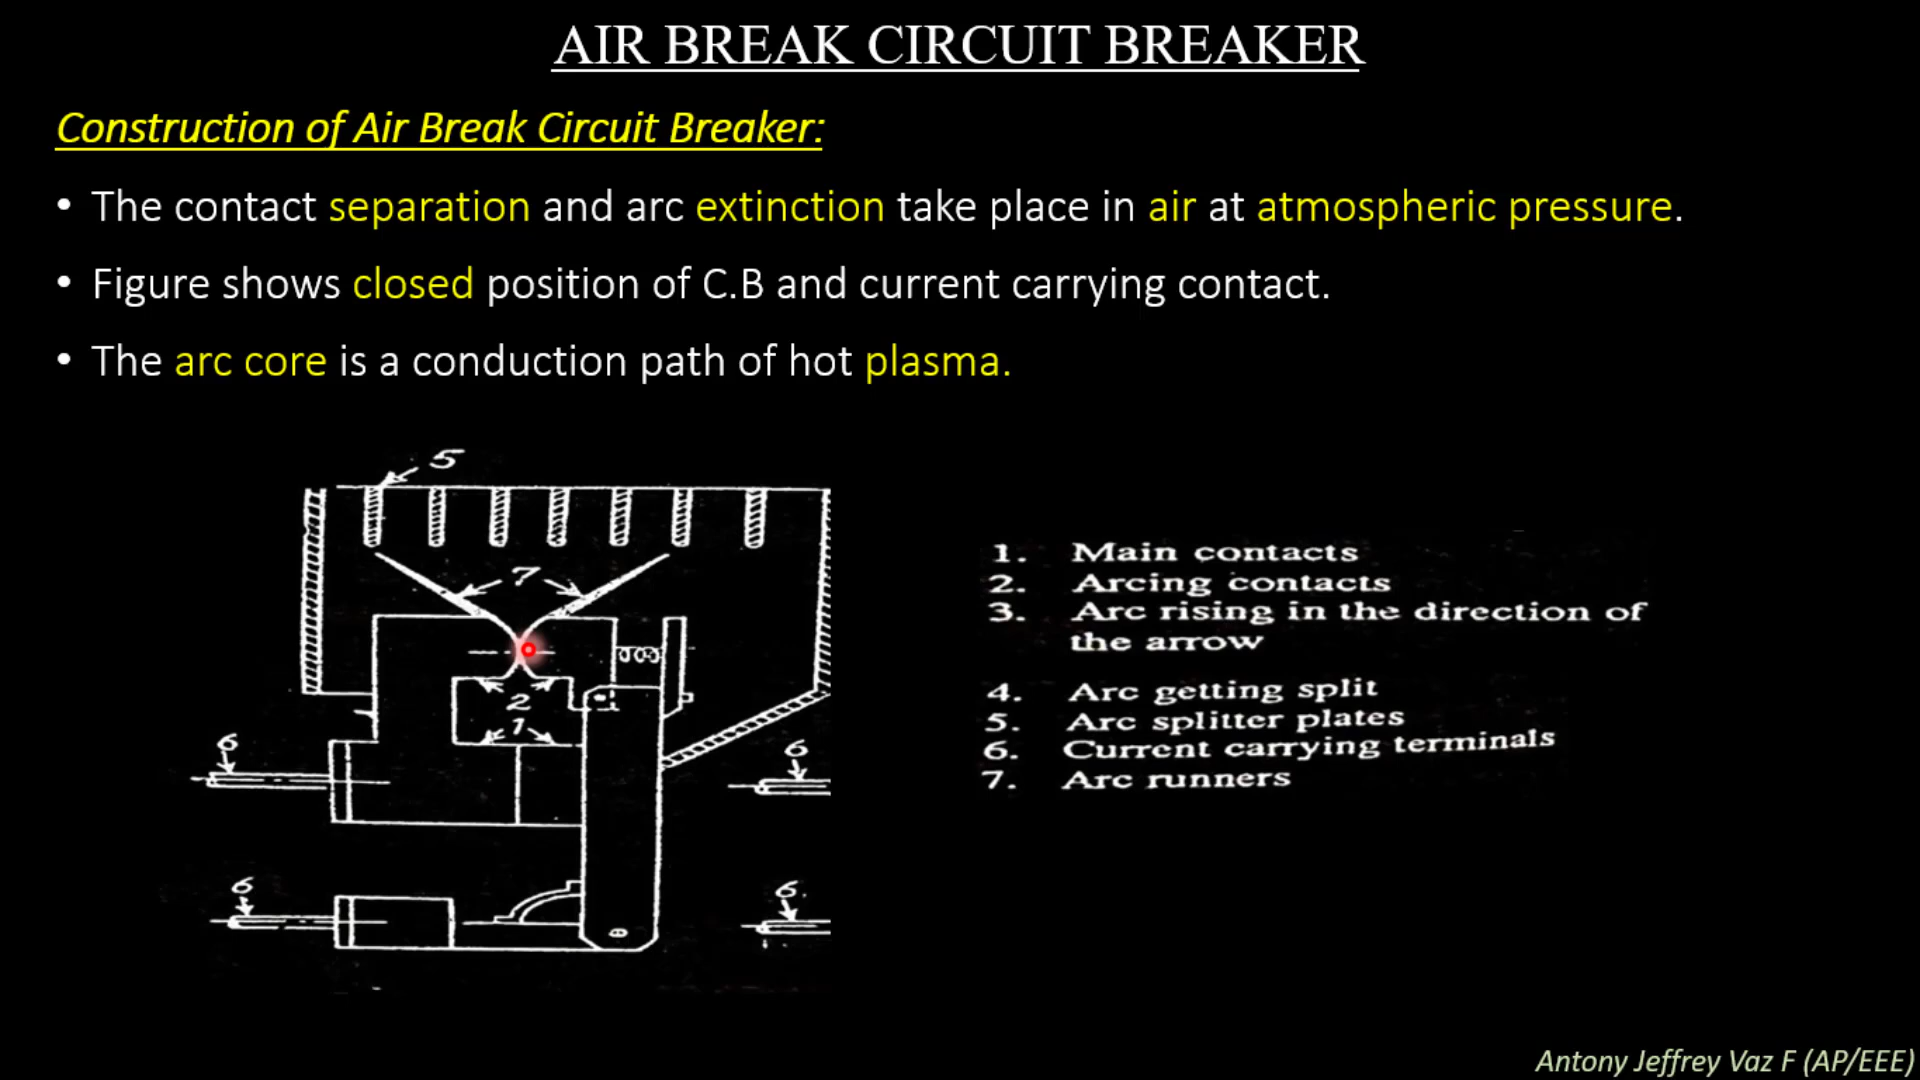 AIR BREAK CIRCUIT BREAKER
Construction of Air Break Circuit Breaker:
• The contact separation and arc extinction take place in air at atmospheric pressure.
• Figure shows closed position of C.B and current carrying contact.
• The arc core is a conduction path of hot plasma.
5
7
2
1
6
6
6
6.
1. Main contacts
2. Arcing contacts
3. Arc rising in the direction of
the arrow
4. Arc getting split
5. Arc splitter plates
6. Current carrying terminals
7. Arc runners
Antony Jeffrey Vaz F (AP/EEE)